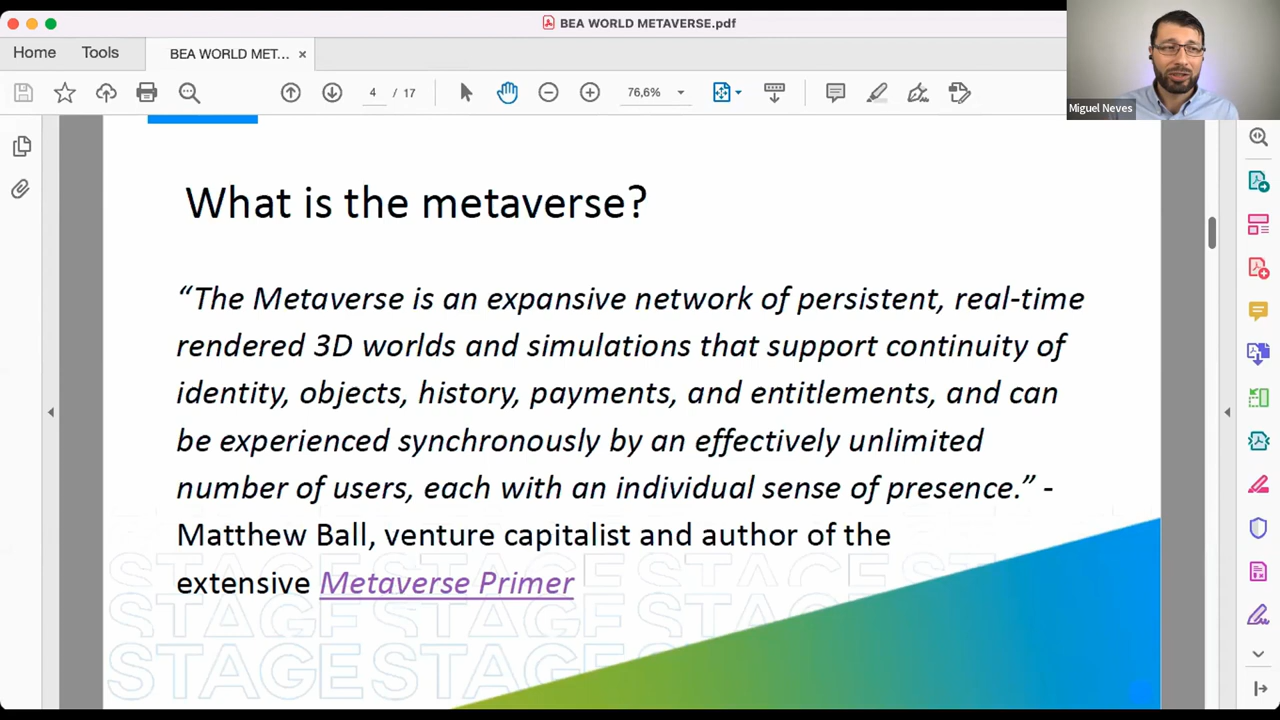 BEA WORLD METAVERSE.pdf
Home Tools BEA WORLD MET... ×
4 / 17 76,6%
Miguel Neves
What is the metaverse?
“The Metaverse is an expansive network of persistent, real-time
rendered 3D worlds and simulations that support continuity of
identity, objects, history, payments, and entitlements, and can
be experienced synchronously by an effectively unlimited
number of users, each with an individual sense of presence.” -
Matthew Ball, venture capitalist and author of the
extensive Metaverse Primer
STAGESTAGESTAGE
STAGESTAGE
STAGESTAGE